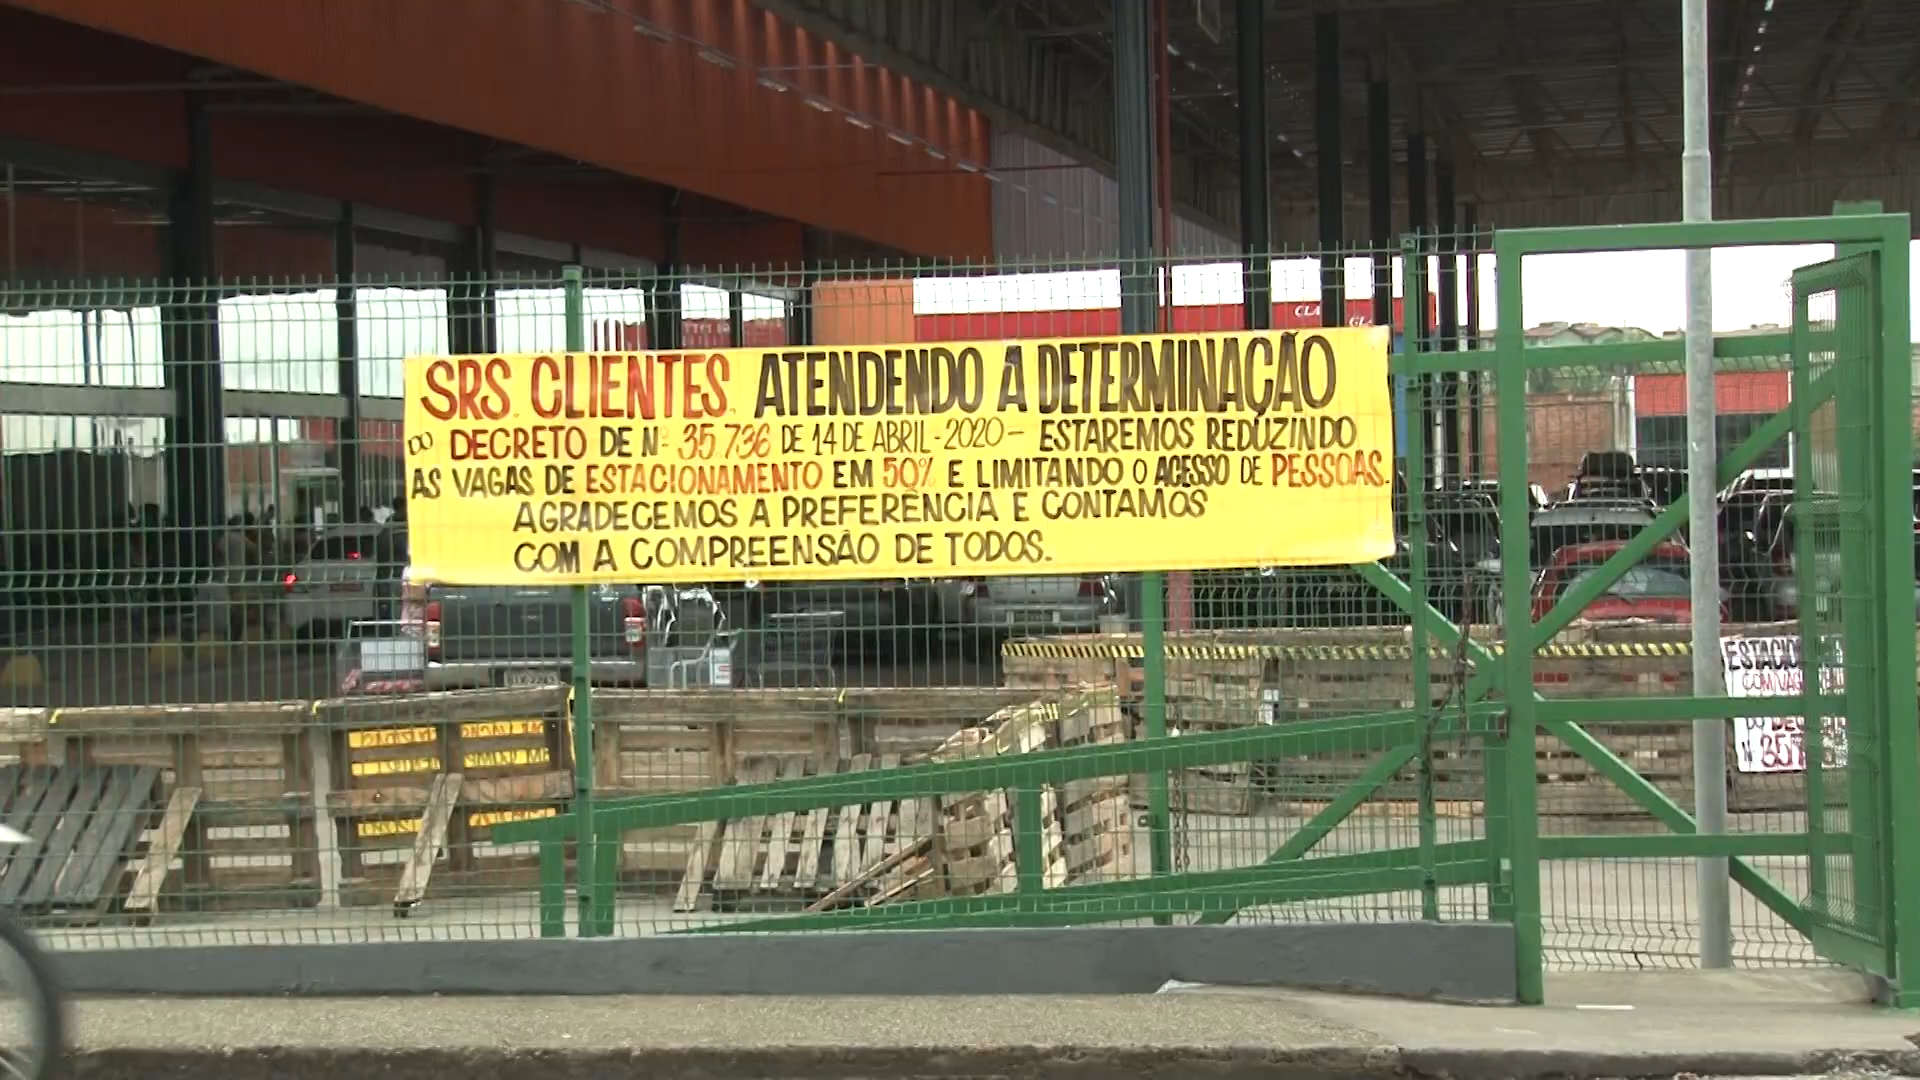 SRS. CLIENTES, ATENDENDO A DETERMINAÇÃO
DO DECRETO DE Nº 35.736 DE 14 DE ABRIL-2020- ESTAREMOS REDUZINDO
AS VAGAS DE ESTACIONAMENTO EM 50% E LIMITANDO O ACESSO DE PESSOAS.
AGRADECEMOS A PREFERÊNCIA E CONTAMOS
COM A COMPREENSÃO DE TODOS.
CLA